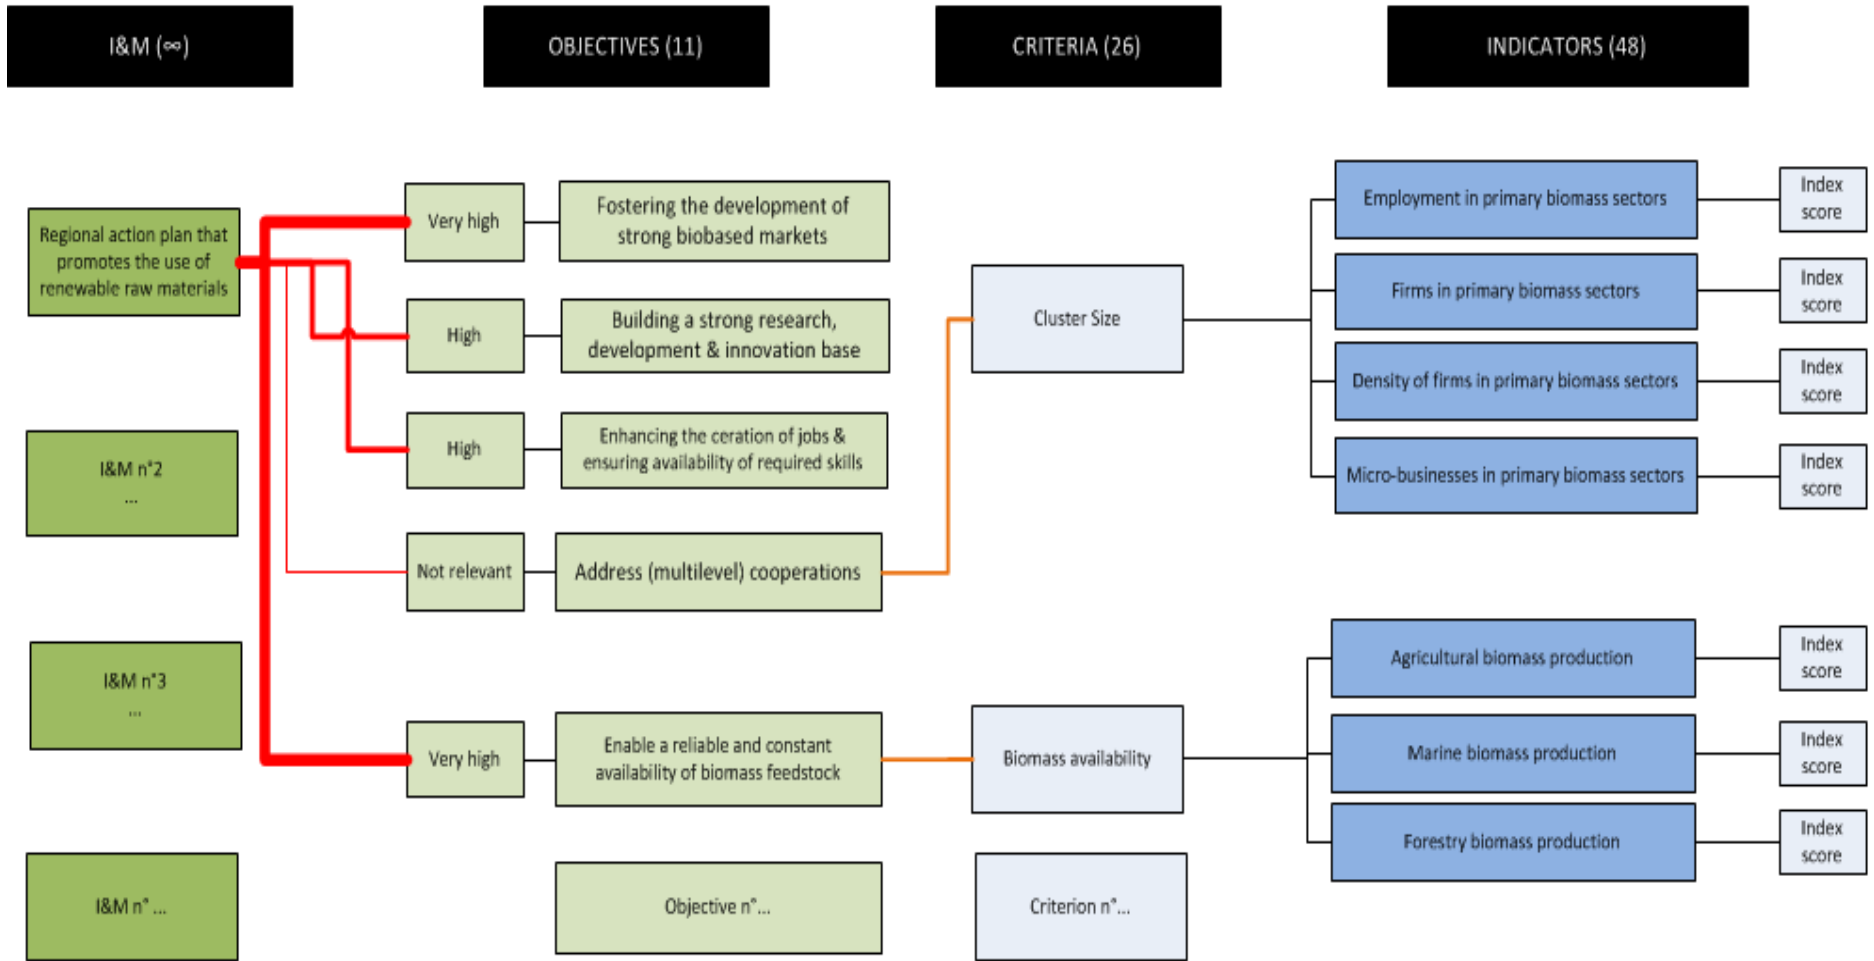 I&M (∞)
OBJECTIVES (11)
CRITERIA (26)
INDICATORS (48)
Regional action plan that
promotes the use of
renewable raw materials
I&M n°2
...
I&M n°3
...
I&M n° ...
Very high
Fostering the development of
strong biobased markets
High
Building a strong research,
development & innovation base
High
Enhancing the ceration of jobs &
ensuring availability of required skills
Not relevant
Address (multilevel) cooperations
Very high
Enable a reliable and constant
availability of biomass feedstock
Objective n°...
Cluster Size
Biomass availability
Criterion n°...
Employment in primary biomass sectors
Index
score
Firms in primary biomass sectors
Index
score
Density of firms in primary biomass sectors
Index
score
Micro-businesses in primary biomass sectors
Index
score
Agricultural biomass production
Index
score
Marine biomass production
Index
score
Forestry biomass production
Index
score